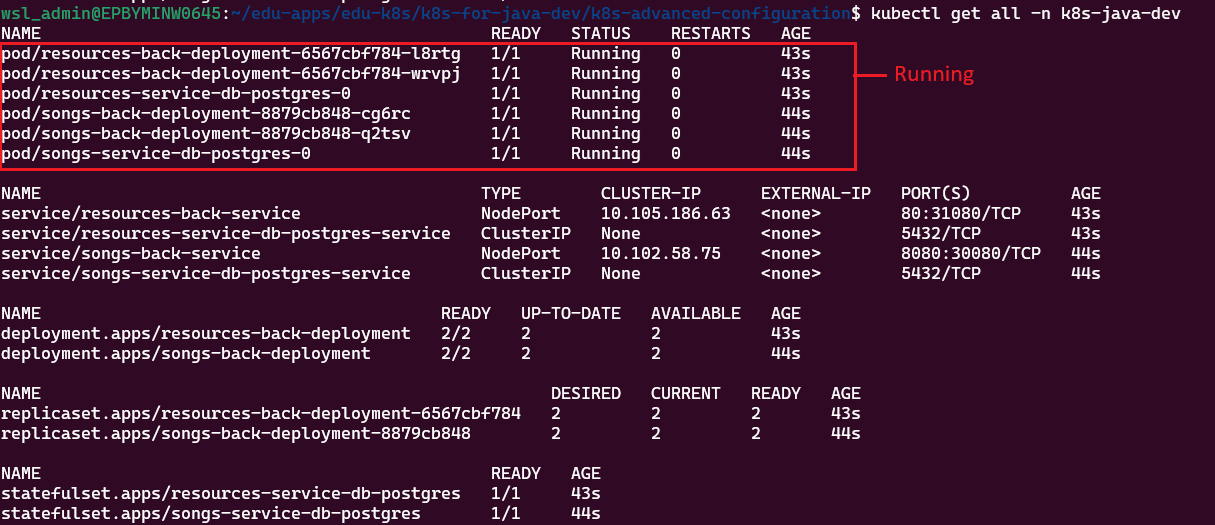 wsl_admin@EPBYMINW0645:~/edu-apps/edu-k8s/k8s-for-java-dev/k8s-advanced-configuration$ kubectl get all -n k8s-java-dev
NAME READY STATUS RESTARTS AGE
pod/resources-back-deployment-6567cbf784-l8rtg 1/1 Running 0 43s
pod/resources-back-deployment-6567cbf784-wrvpj 1/1 Running 0 43s
Running
pod/resources-service-db-postgres-0 1/1 Running 0 43s
pod/songs-back-deployment-8879cb848-cg6rc 1/1 Running 0 44s
pod/songs-back-deployment-8879cb848-q2tsv 1/1 Running 0 44s
pod/songs-service-db-postgres-0 1/1 Running 0 44s
NAME TYPE CLUSTER-IP EXTERNAL-IP PORT(S) AGE
service/resources-back-service NodePort 10.105.186.63 <none> 80:31080/TCP 43s
service/resources-service-db-postgres-service ClusterIP None <none> 5432/TCP 43s
service/songs-back-service NodePort 10.102.58.75 <none> 8080:30080/TCP 44s
service/songs-service-db-postgres-service ClusterIP None <none> 5432/TCP 44s
NAME READY UP-TO-DATE AVAILABLE AGE
deployment.apps/resources-back-deployment 2/2 2 2 43s
deployment.apps/songs-back-deployment 2/2 2 2 44s
NAME DESIRED CURRENT READY AGE
replicaset.apps/resources-back-deployment-6567cbf784 2 2 2 43s
replicaset.apps/songs-back-deployment-8879cb848 2 2 2 44s
NAME READY AGE
statefulset.apps/resources-service-db-postgres 1/1 43s
statefulset.apps/songs-service-db-postgres 1/1 44s